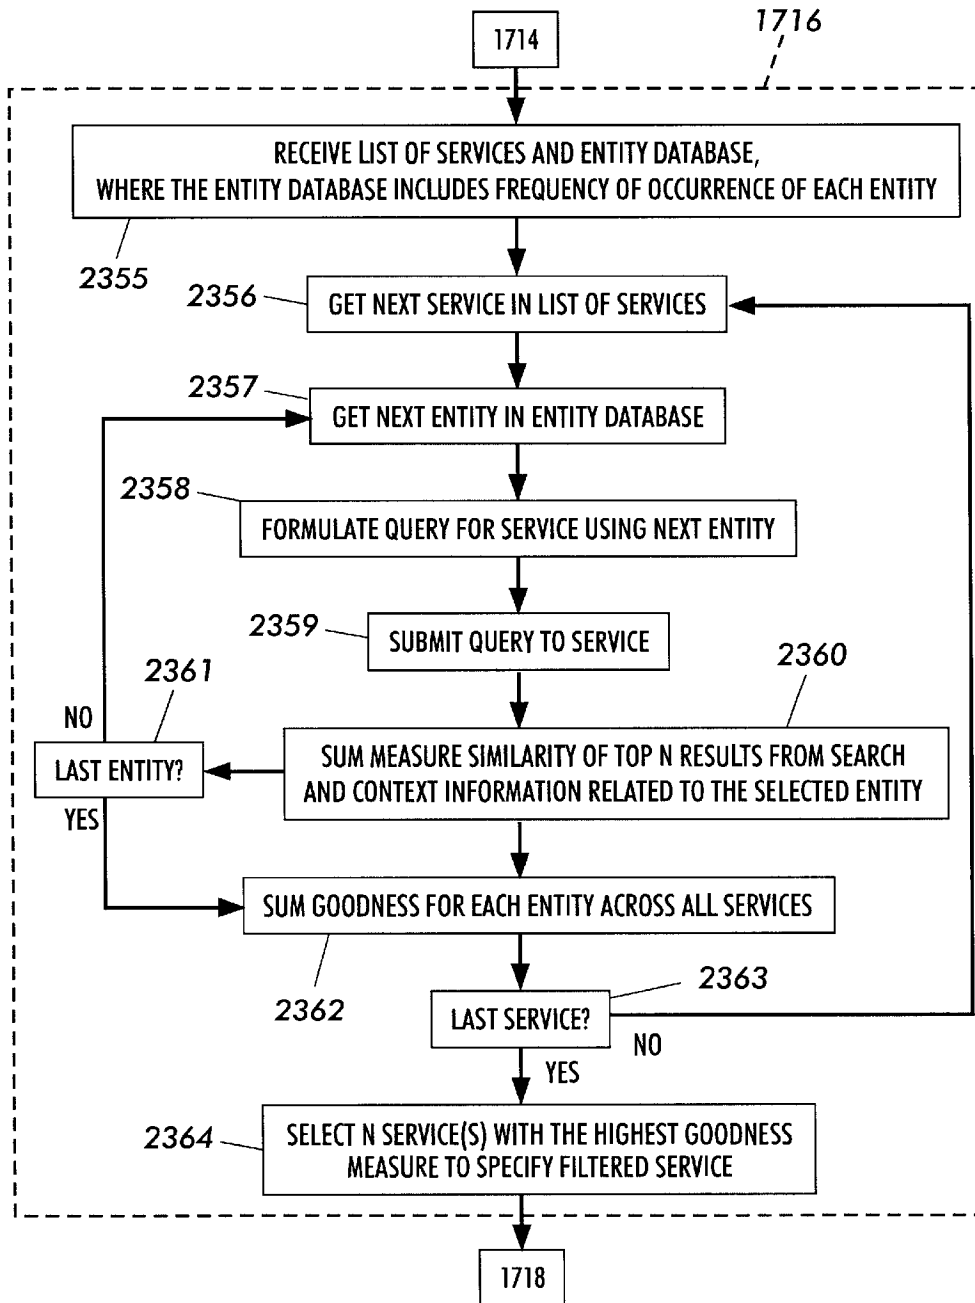 1714
1716
RECEIVE LIST OF SERVICES AND ENTITY DATABASE,
WHERE THE ENTITY DATABASE INCLUDES FREQUENCY OF OCCURRENCE OF EACH ENTITY
2355
2356
GET NEXT SERVICE IN LIST OF SERVICES
2357
GET NEXT ENTITY IN ENTITY DATABASE
2358
FORMULATE QUERY FOR SERVICE USING NEXT ENTITY
2359
SUBMIT QUERY TO SERVICE
2360
2361
NO
LAST ENTITY?
YES
SUM MEASURE SIMILARITY OF TOP N RESULTS FROM SEARCH
AND CONTEXT INFORMATION RELATED TO THE SELECTED ENTITY
SUM GOODNESS FOR EACH ENTITY ACROSS ALL SERVICES
2362
2363
LAST SERVICE?
NO
YES
2364
SELECT N SERVICE(S) WITH THE HIGHEST GOODNESS
MEASURE TO SPECIFY FILTERED SERVICE
1718